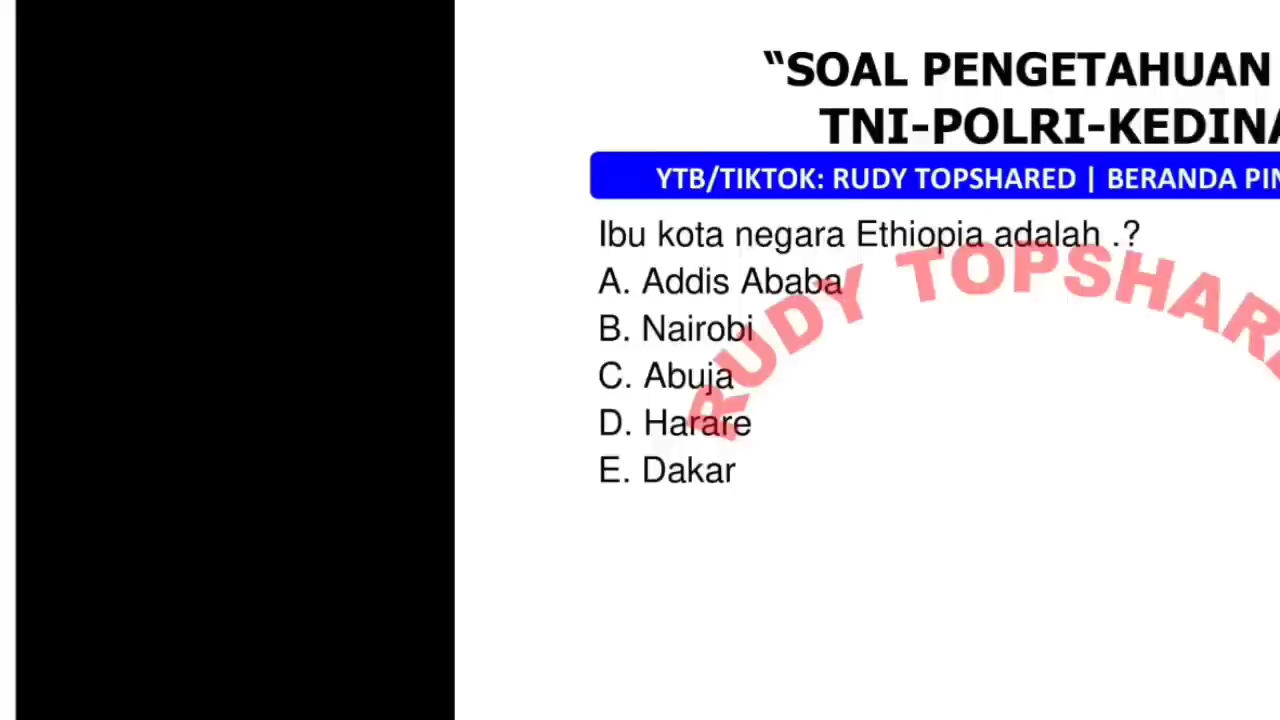 “SOAL PENGETAHUAN
TNI-POLRI-KEDINA
YTB/TIKTOK: RUDY TOPSHARED | BERANDA PIN
Ibu kota negara Ethiopia adalah .?
A. Addis Ababa
B. Nairobi
C. Abuja
D. Harare
E. Dakar
RUDY TOPSHARE